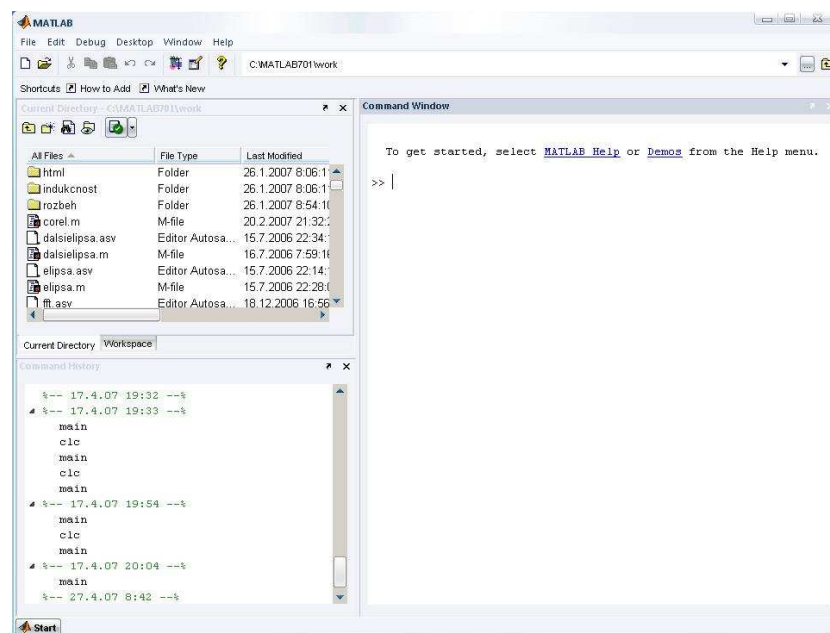 MATLAB
File Edit Debug Desktop Window Help
C:\MATLAB701\work
Shortcuts How to Add What's New
Current Directory - C:\MATLAB701\work
All Files File Type Last Modified
html Folder 26.1.2007 8:06:1
indukcnost Folder 26.1.2007 8:06:1
rozbeh Folder 26.1.2007 8:54:1
corel.m M-file 20.2.2007 21:32:
dalsielipsa.asv Editor Autosa... 15.7.2006 22:34:
dalsielipsa.m M-file 16.7.2006 7:59:1
elipsa.asv Editor Autosa... 15.7.2006 22:14:
elipsa.m M-file 15.7.2006 22:28:
fft.asv Editor Autosa... 18.12.2006 16:56
Current Directory Workspace
Command History
%-- 17.4.07 19:32 --%
%-- 17.4.07 19:33 --%
main
clc
main
clc
main
%-- 17.4.07 19:54 --%
main
clc
main
%-- 17.4.07 20:04 --%
main
%-- 27.4.07 8:42 --%
Command Window
To get started, select MATLAB Help or Demos from the Help menu.
>>
Start